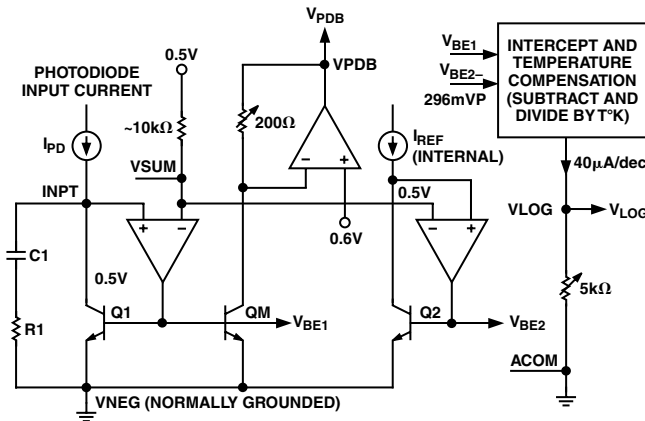 V_PDB
VPDB
0.5V
PHOTODIODE
INPUT CURRENT
~10kΩ
200Ω
I_PD
VSUM
INPT
I_REF
(INTERNAL)
0.5V
0.6V
V_BE1
V_BE2–
296mVP
INTERCEPT AND
TEMPERATURE
COMPENSATION
(SUBTRACT AND
DIVIDE BY T°K)
40μA/dec
VLOG
V_LOG
5kΩ
ACOM
+
–
–
+
–
+
C1
R1
0.5V
Q1
QM
V_BE1
Q2
V_BE2
VNEG (NORMALLY GROUNDED)